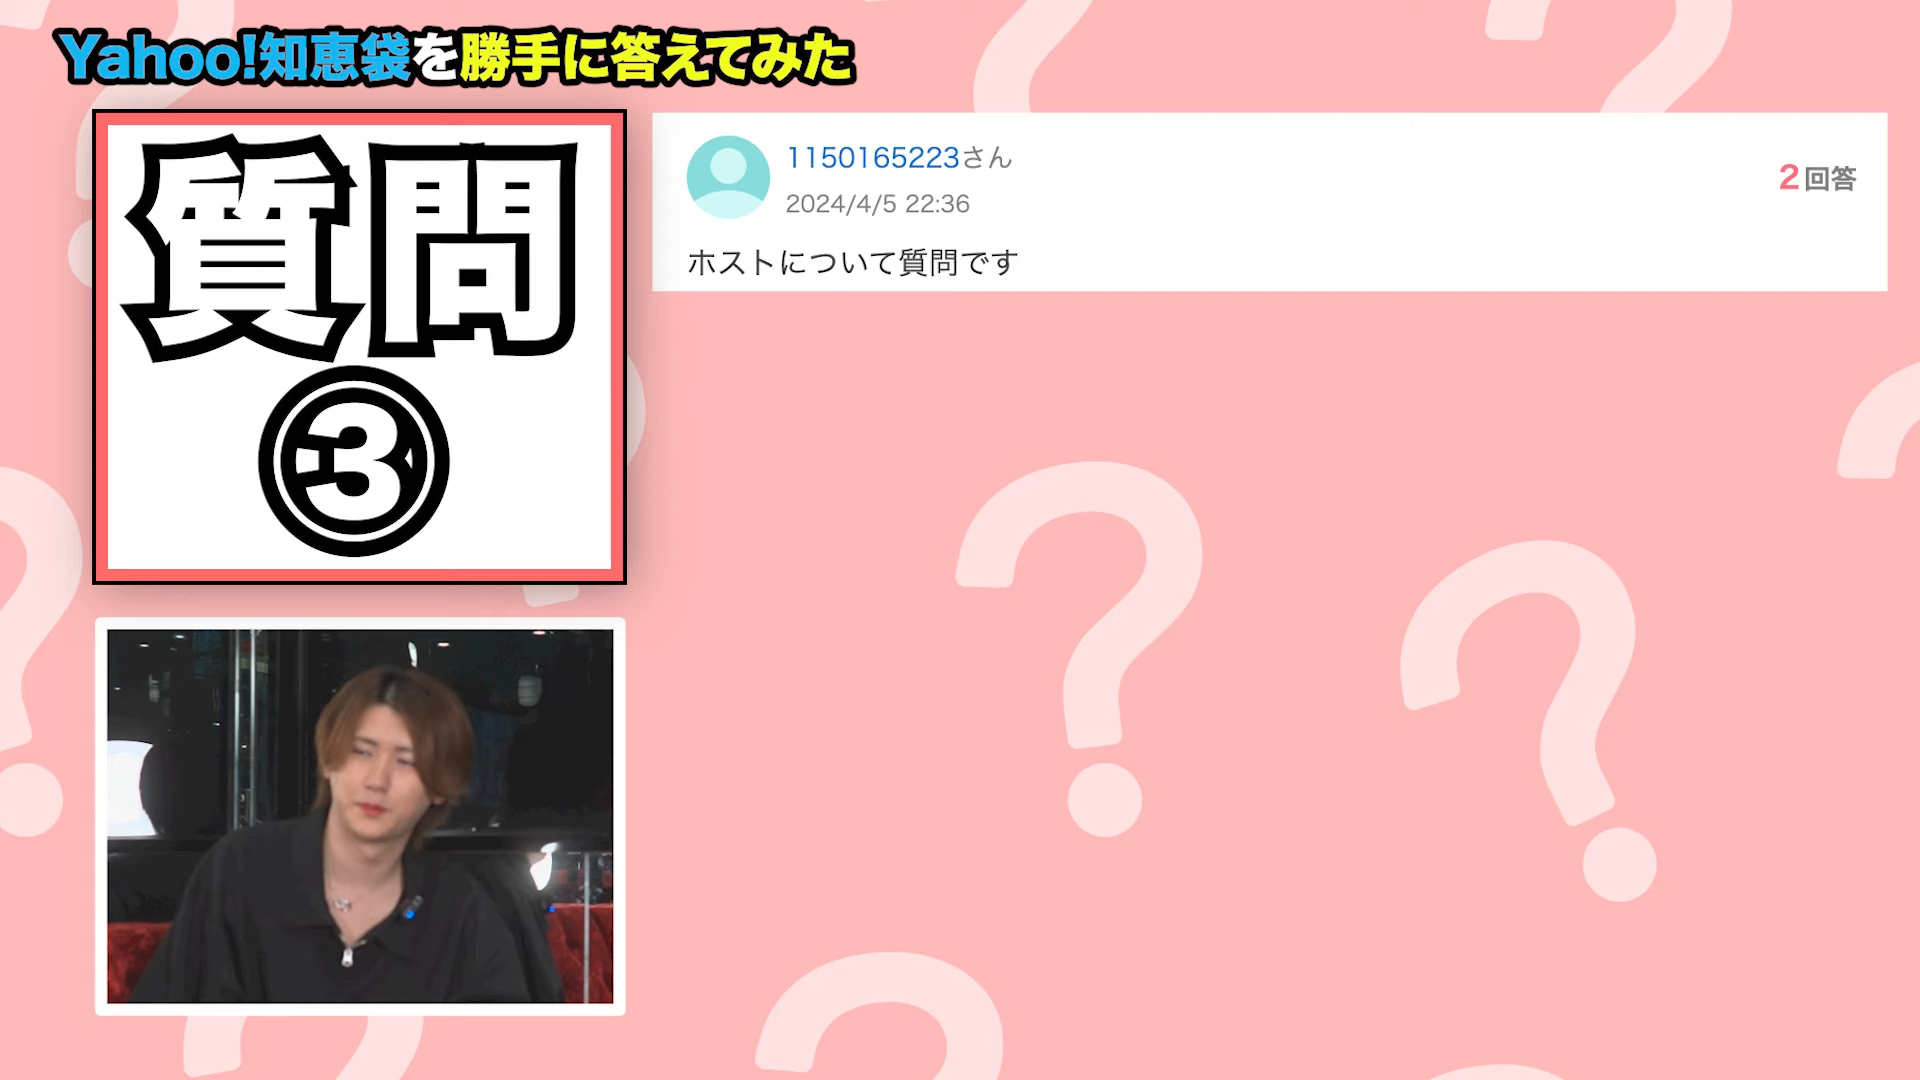 Yahoo!知恵袋を勝手に答えてみた
質問
③
1150165223さん
2024/4/5 22:36
2回答
ホストについて質問です